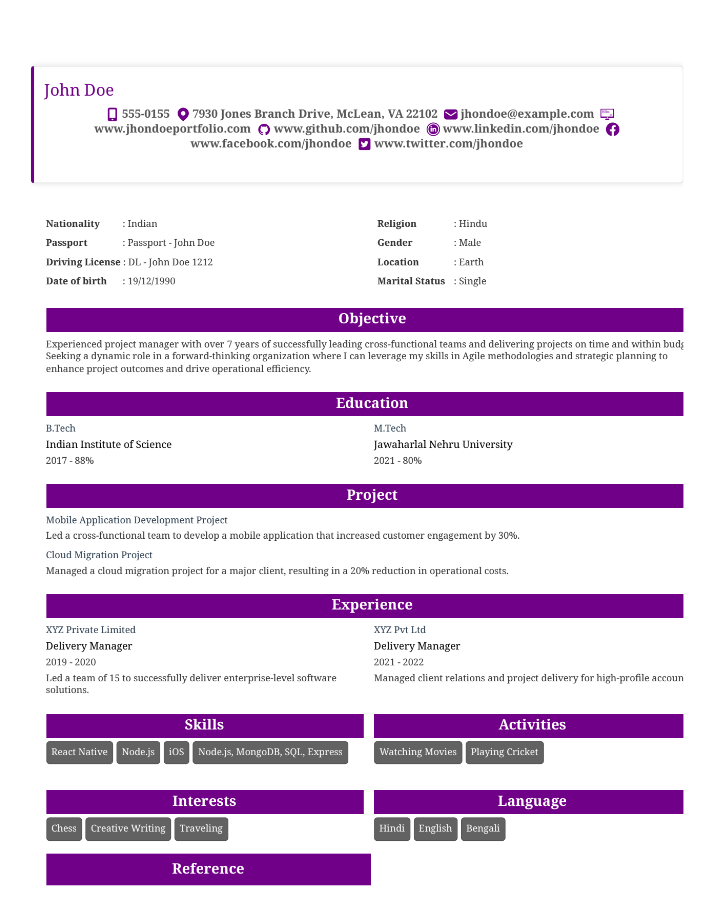 John Doe
555-0155 7930 Jones Branch Drive, McLean, VA 22102 jhondoe@example.com
www.jhondoeportfolio.com www.github.com/jhondoe www.linkedin.com/jhondoe
www.facebook.com/jhondoe www.twitter.com/jhondoe
Nationality : Indian
Religion : Hindu
Passport : Passport - John Doe
Gender : Male
Driving License : DL - John Doe 1212
Location : Earth
Date of birth : 19/12/1990
Marital Status : Single
Objective
Experienced project manager with over 7 years of successfully leading cross-functional teams and delivering projects on time and within budg
Seeking a dynamic role in a forward-thinking organization where I can leverage my skills in Agile methodologies and strategic planning to
enhance project outcomes and drive operational efficiency.
Education
B.Tech
Indian Institute of Science
2017 - 88%
M.Tech
Jawaharlal Nehru University
2021 - 80%
Project
Mobile Application Development Project
Led a cross-functional team to develop a mobile application that increased customer engagement by 30%.
Cloud Migration Project
Managed a cloud migration project for a major client, resulting in a 20% reduction in operational costs.
Experience
XYZ Private Limited
Delivery Manager
2019 - 2020
Led a team of 15 to successfully deliver enterprise-level software
solutions.
XYZ Pvt Ltd
Delivery Manager
2021 - 2022
Managed client relations and project delivery for high-profile accoun
Skills
React Native Node.js iOS Node.js, MongoDB, SQL, Express
Activities
Watching Movies Playing Cricket
Interests
Chess Creative Writing Traveling
Language
Hindi English Bengali
Reference